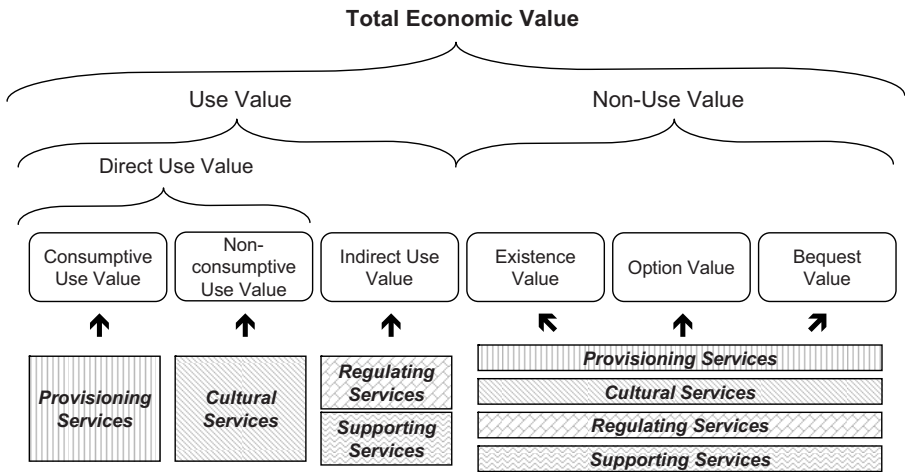 Total Economic Value
Use Value
Non-Use Value
Direct Use Value
Consumptive
Use Value
Non-
consumptive
Use Value
Indirect Use
Value
Existence
Value
Option Value
Bequest
Value
Provisioning
Services
Cultural
Services
Regulating
Services
Supporting
Services
Provisioning Services
Cultural Services
Regulating Services
Supporting Services